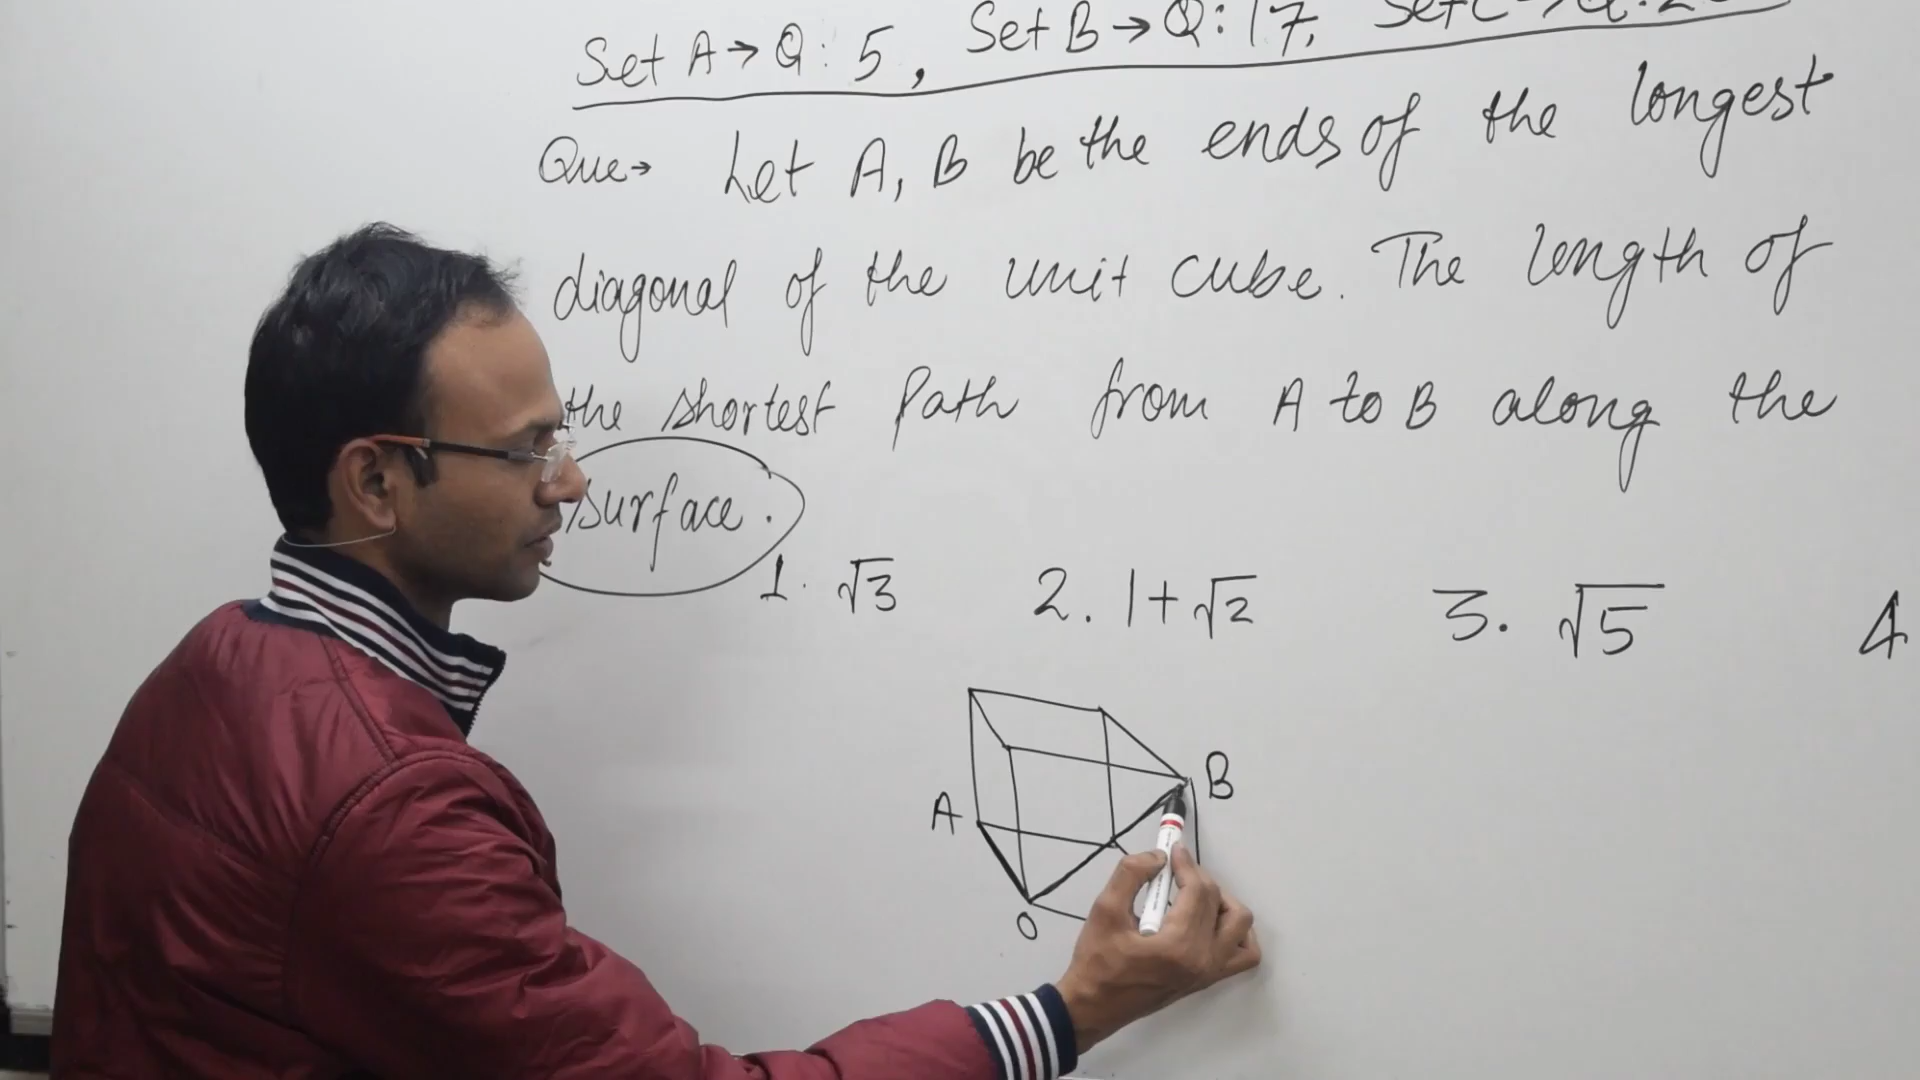 Set A → Q: 5, Set B → Q: 17, Set C → Q:
Que → Let A, B be the ends of the longest
diagonal of the unit cube. The length of
the shortest Path from A to B along the
surface.
1. √3 2. 1+√2 3. √5 4
A B
O